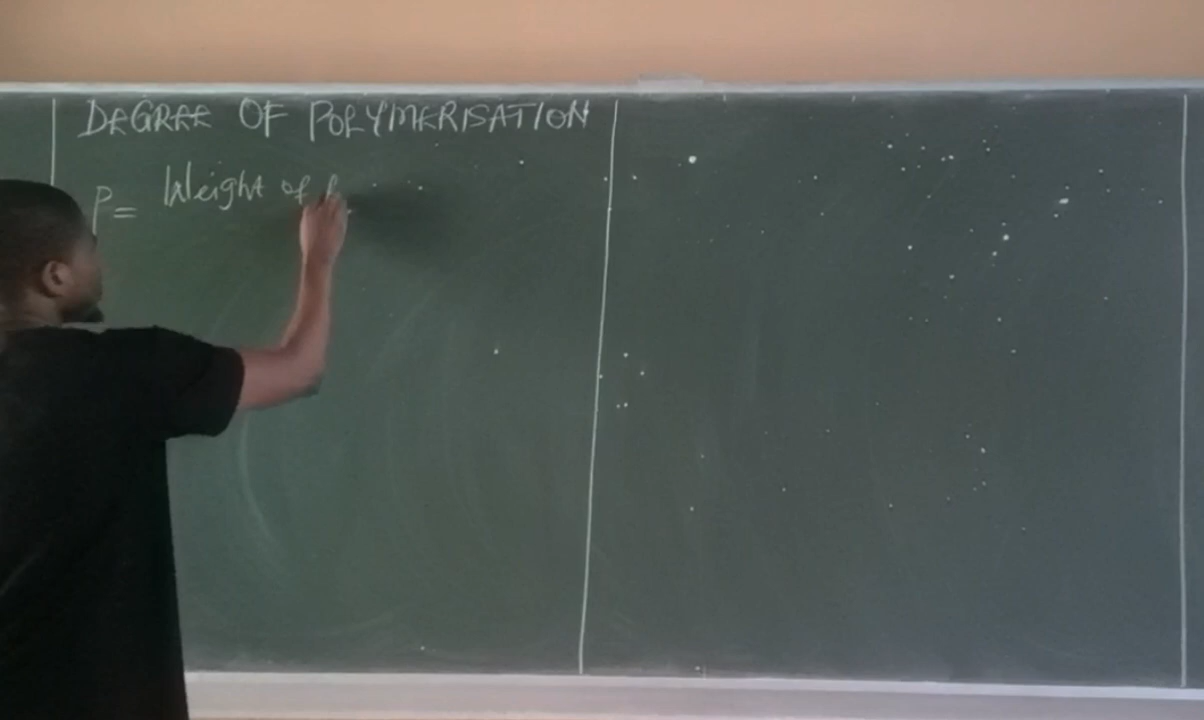 DEGREE OF POLYMERISATION
P = Weight of